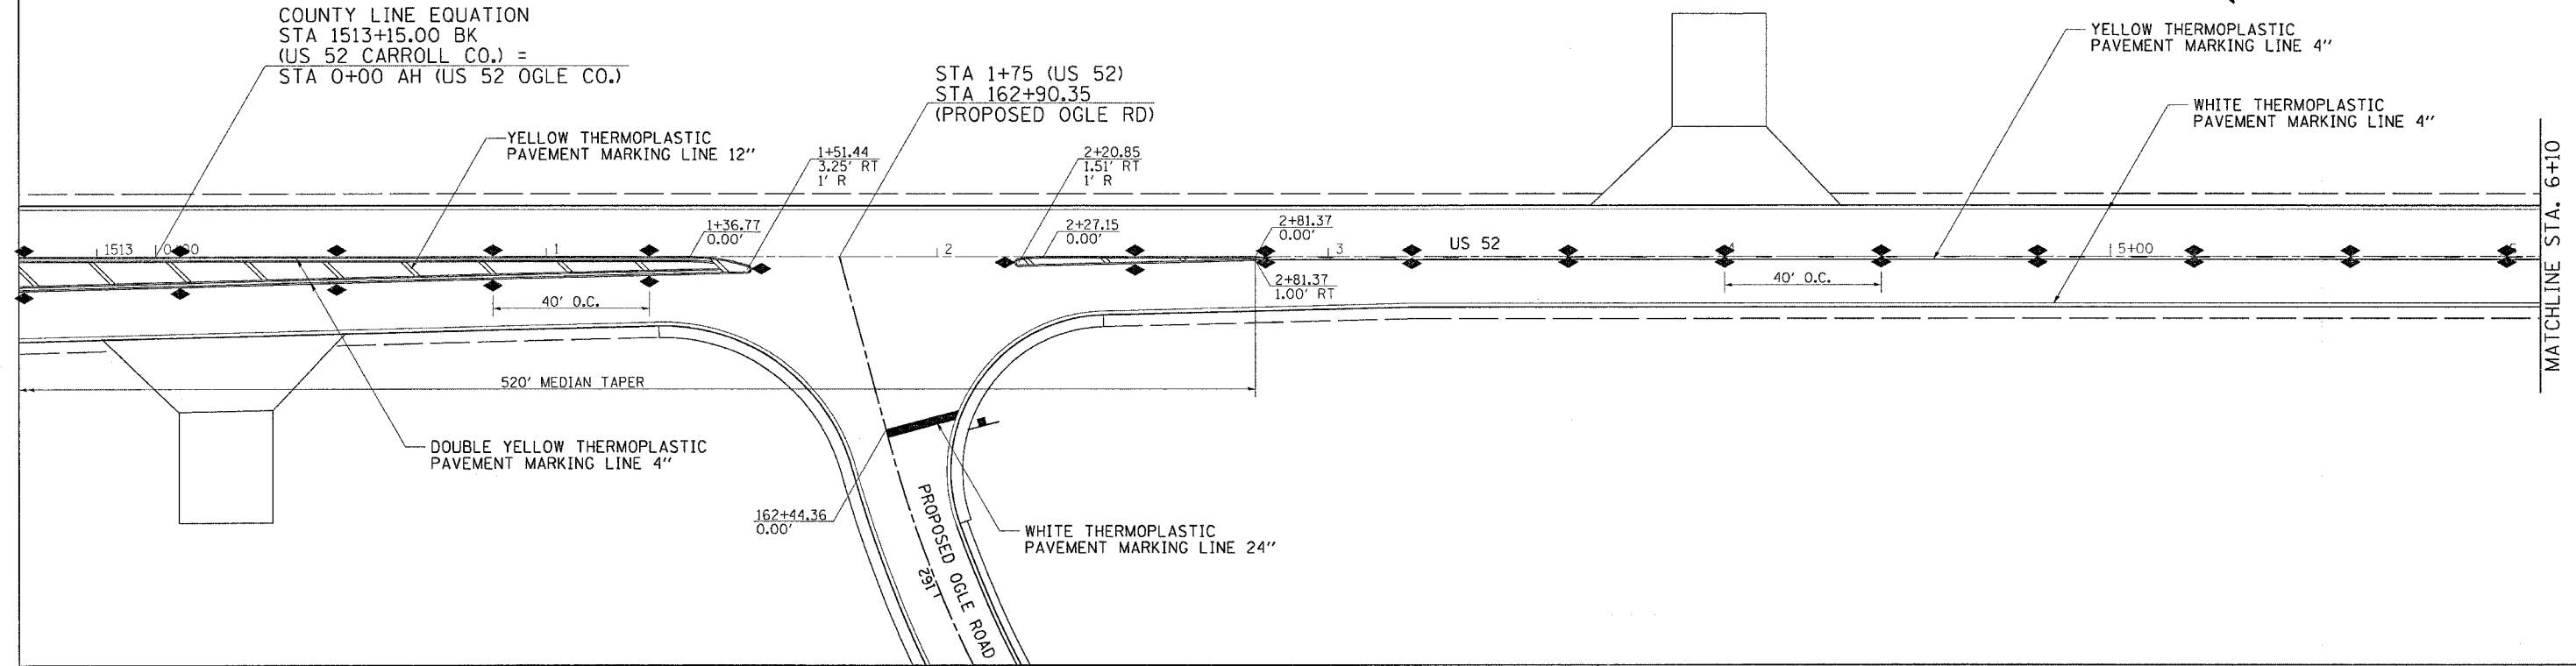 COUNTY LINE EQUATION
STA 1513+15.00 BK
(US 52 CARROLL CO.) =
STA 0+00 AH (US 52 OGLE CO.)
STA 1+75 (US 52)
STA 162+90.35
(PROPOSED OGLE RD)
YELLOW THERMOPLASTIC
PAVEMENT MARKING LINE 4"
WHITE THERMOPLASTIC
PAVEMENT MARKING LINE 4"
YELLOW THERMOPLASTIC
PAVEMENT MARKING LINE 12"
1+51.44
3.25' RT
1' R
2+20.85
1.51' RT
1' R
1+36.77
0.00'
2+27.15
0.00'
2+81.37
0.00'
1513
0+00
1
2
3
US 52
4
5+00
2+81.37
1.00' RT
40' O.C.
40' O.C.
MATCHLINE STA. 6+10
520' MEDIAN TAPER
DOUBLE YELLOW THERMOPLASTIC
PAVEMENT MARKING LINE 4"
162+44.36
0.00'
WHITE THERMOPLASTIC
PAVEMENT MARKING LINE 24"
PROPOSED OGLE ROAD
162